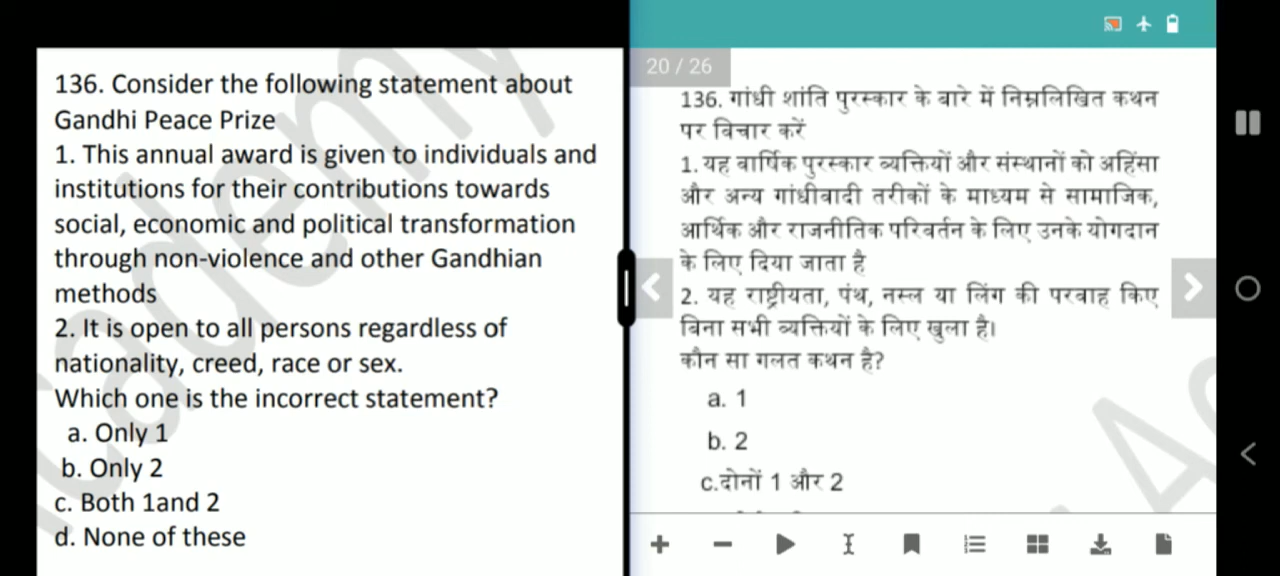 136. Consider the following statement about
Gandhi Peace Prize
1. This annual award is given to individuals and
institutions for their contributions towards
social, economic and political transformation
through non-violence and other Gandhian
methods
2. It is open to all persons regardless of
nationality, creed, race or sex.
Which one is the incorrect statement?
a. Only 1
b. Only 2
c. Both 1and 2
d. None of these
20 / 26
136. गांधी शांति पुरस्कार के बारे में निम्नलिखित कथन
पर विचार करें
1. यह वार्षिक पुरस्कार व्यक्तियों और संस्थानों को अहिंसा
और अन्य गांधीवादी तरीकों के माध्यम से सामाजिक,
आर्थिक और राजनीतिक परिवर्तन के लिए उनके योगदान
के लिए दिया जाता है
2. यह राष्ट्रीयता, पंथ, नस्ल या लिंग की परवाह किए
बिना सभी व्यक्तियों के लिए खुला है।
कौन सा गलत कथन है?
a. 1
b. 2
c.दोनों 1 और 2